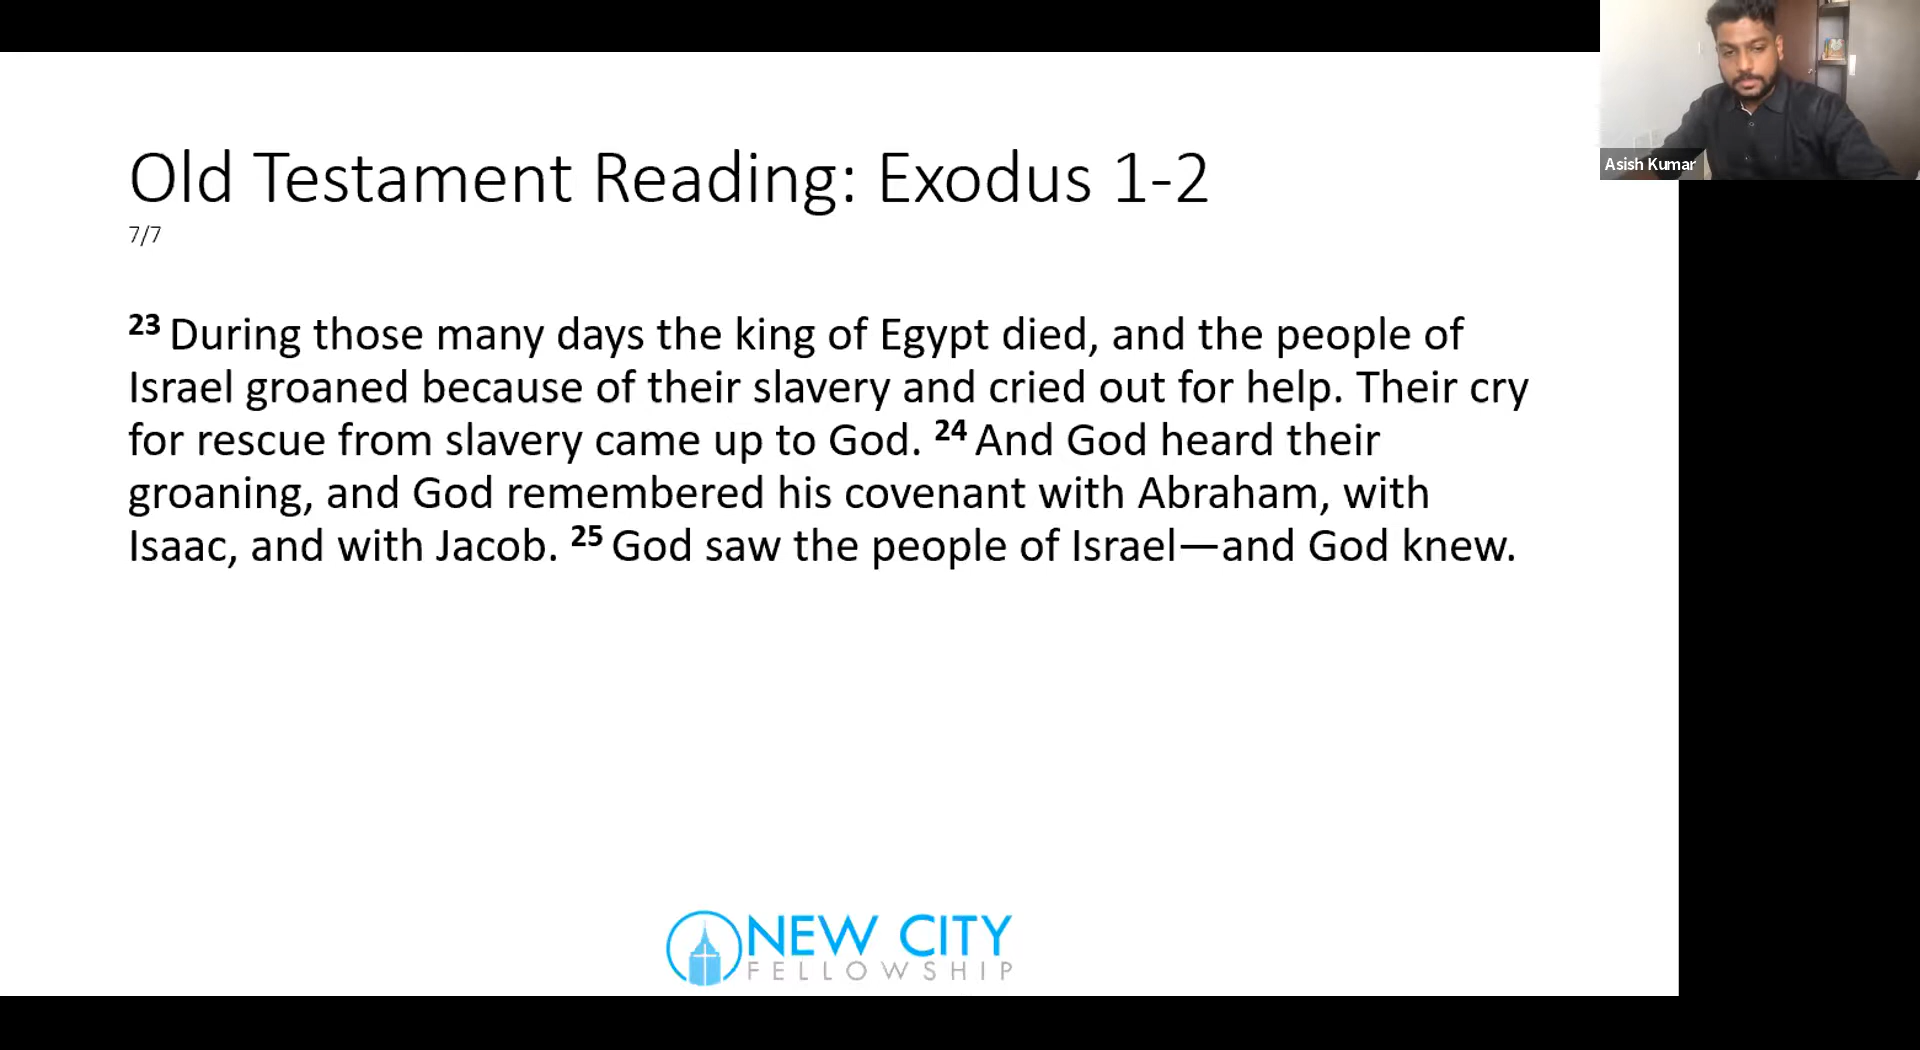 Old Testament Reading: Exodus 1-2
7/7
23 During those many days the king of Egypt died, and the people of
Israel groaned because of their slavery and cried out for help. Their cry
for rescue from slavery came up to God. 24 And God heard their
groaning, and God remembered his covenant with Abraham, with
Isaac, and with Jacob. 25 God saw the people of Israel—and God knew.
NEW CITY
FELLOWSHIP
Asish Kumar